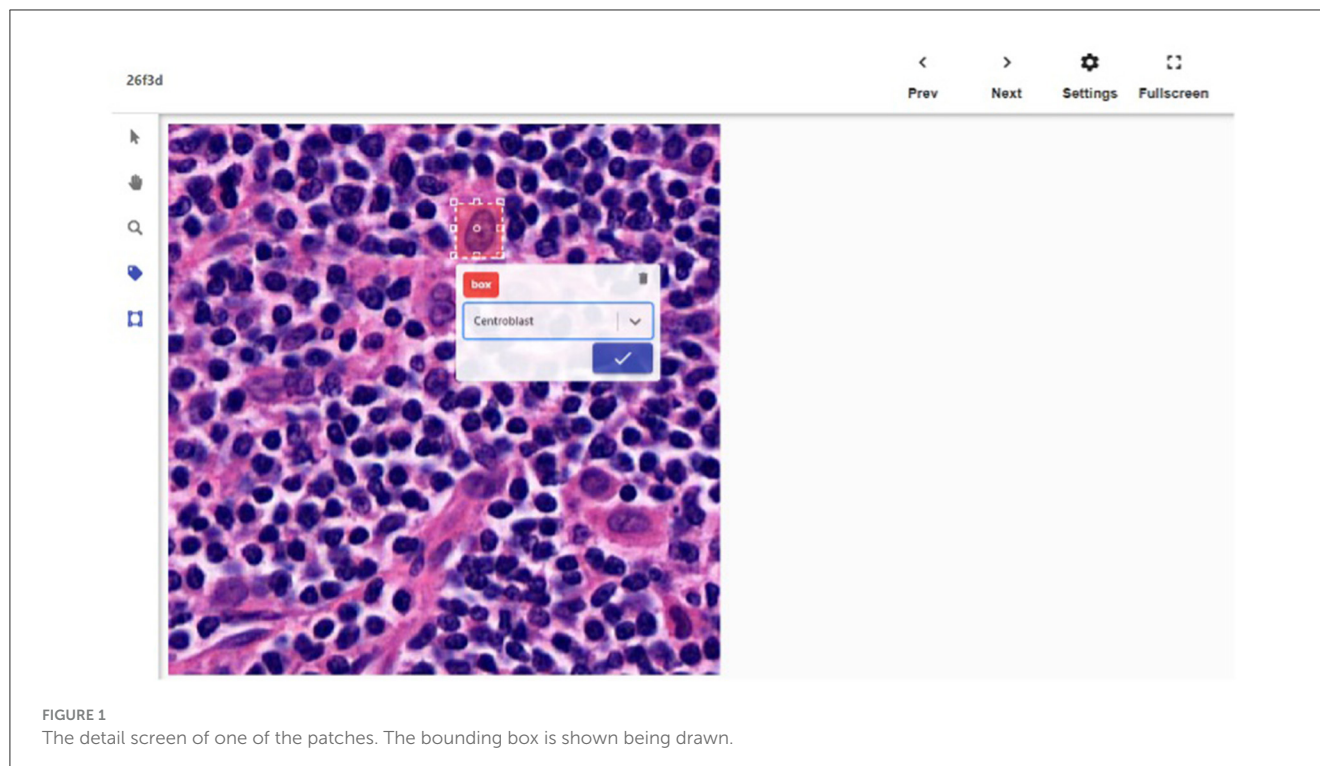 26f3d
Prev Next Settings Fullscreen
box
Centroblast
FIGURE 1
The detail screen of one of the patches. The bounding box is shown being drawn.